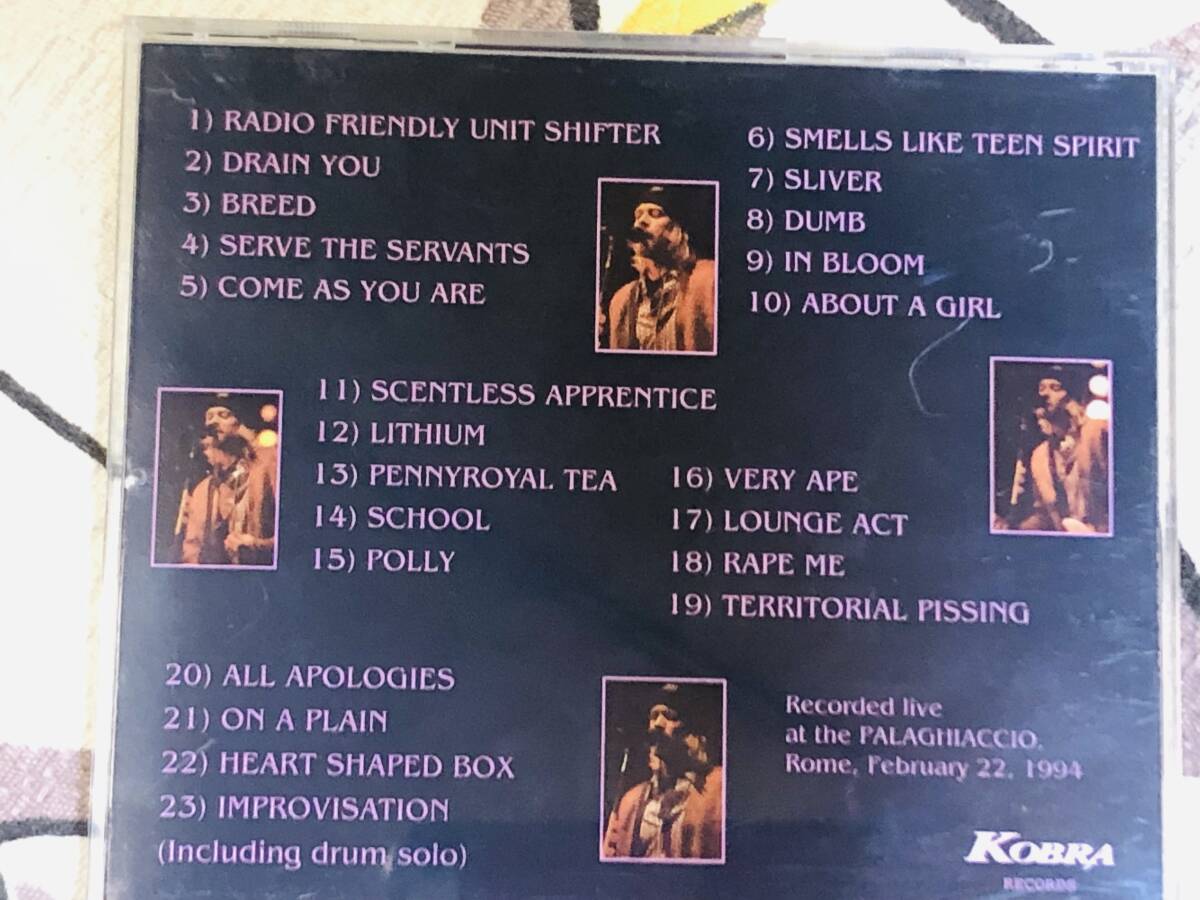 1) RADIO FRIENDLY UNIT SHIFTER
2) DRAIN YOU
3) BREED
4) SERVE THE SERVANTS
5) COME AS YOU ARE
6) SMELLS LIKE TEEN SPIRIT
7) SLIVER
8) DUMB
9) IN BLOOM
10) ABOUT A GIRL
11) SCENTLESS APPRENTICE
12) LITHIUM
13) PENNYROYAL TEA
14) SCHOOL
15) POLLY
16) VERY APE
17) LOUNGE ACT
18) RAPE ME
19) TERRITORIAL PISSING
20) ALL APOLOGIES
21) ON A PLAIN
22) HEART SHAPED BOX
23) IMPROVISATION
(Including drum solo)
Recorded live
at the PALAGHIACCIO.
Rome, February 22, 1994
KOBRA
RECORDS